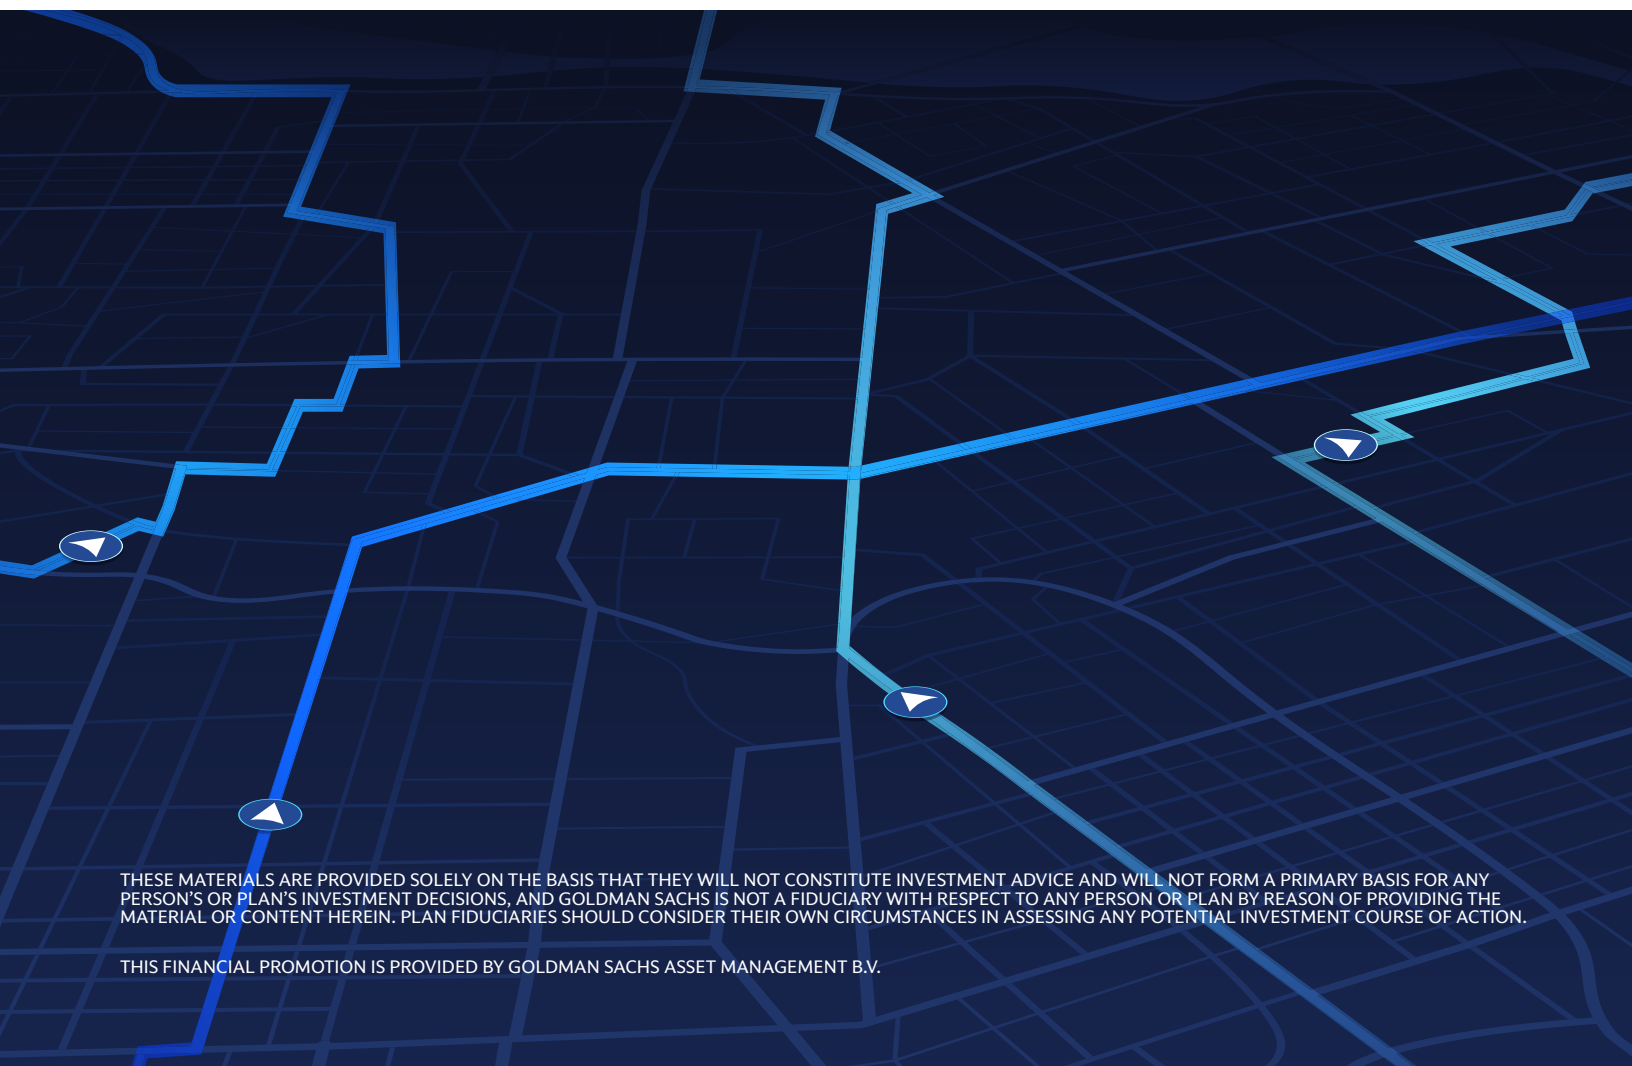 THESE MATERIALS ARE PROVIDED SOLELY ON THE BASIS THAT THEY WILL NOT CONSTITUTE INVESTMENT ADVICE AND WILL NOT FORM A PRIMARY BASIS FOR ANY
PERSON’S OR PLAN’S INVESTMENT DECISIONS, AND GOLDMAN SACHS IS NOT A FIDUCIARY WITH RESPECT TO ANY PERSON OR PLAN BY REASON OF PROVIDING THE
MATERIAL OR CONTENT HEREIN. PLAN FIDUCIARIES SHOULD CONSIDER THEIR OWN CIRCUMSTANCES IN ASSESSING ANY POTENTIAL INVESTMENT COURSE OF ACTION.
THIS FINANCIAL PROMOTION IS PROVIDED BY GOLDMAN SACHS ASSET MANAGEMENT B.V.